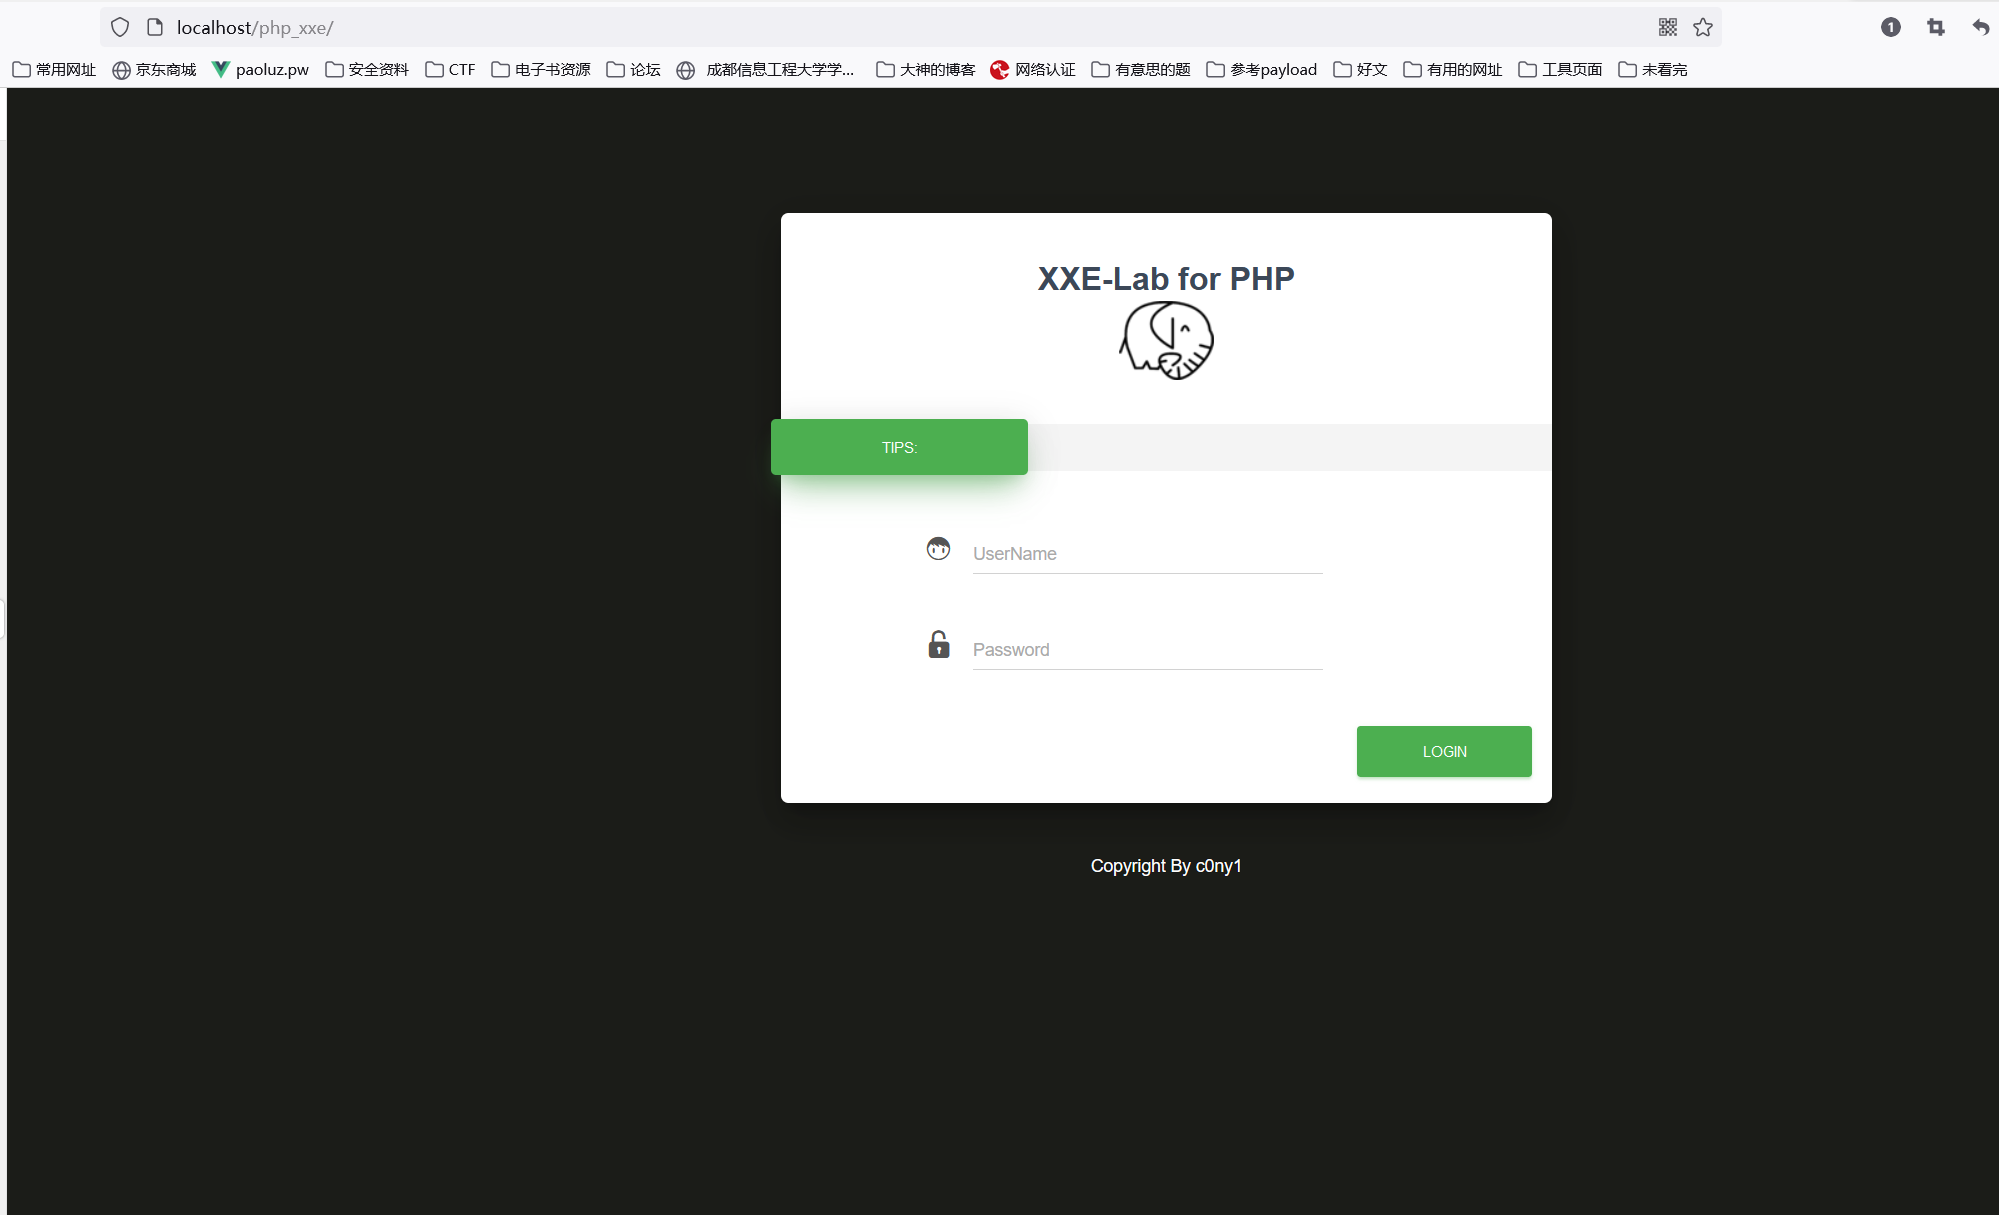 localhost/php_xxe/
1
常用网址 京东商城 paoluz.pw 安全资料 CTF 电子书资源 论坛 成都信息工程大学学... 大神的博客 网络认证 有意思的题 参考payload 好文 有用的网址 工具页面 未看完
XXE-Lab for PHP
TIPS:
UserName
Password
LOGIN
Copyright By c0ny1